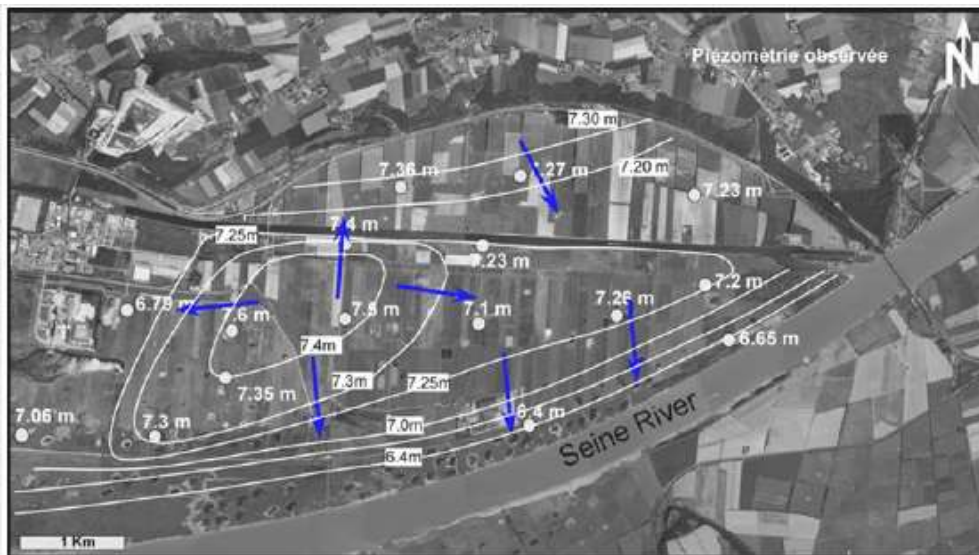 Piézométrie observée
N
7.30 m
7.36 m
7.27 m
7.20 m
7.23 m
7.25m
7.4 m
7.23 m
7.2 m
6.79 m
7.6 m
7.5 m
7.1 m
7.26 m
6.65 m
7.4m
7.35 m
7.3m
7.25m
7.06 m
7.3 m
7.0m
6.4 m
6.4m
Seine River
1 Km